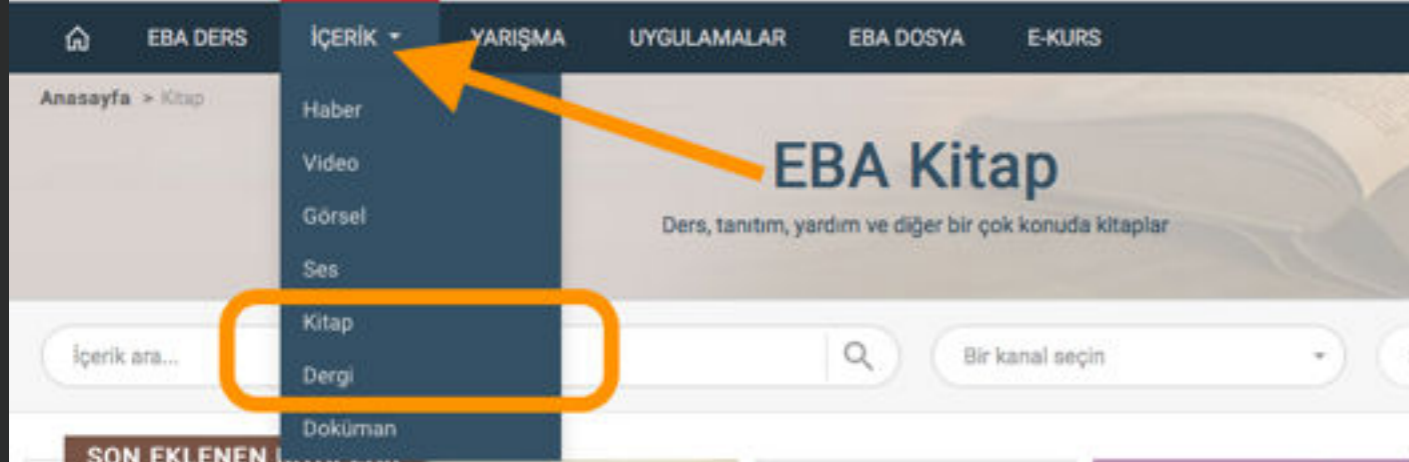 EBA DERS İÇERİK YARIŞMA UYGULAMALAR EBA DOSYA E-KURS
Anasayfa > Kitap
Haber
Video
Görsel
Ses
Kitap
Dergi
Doküman
EBA Kitap
Ders, tanıtım, yardım ve diğer bir çok konuda kitaplar
İçerik ara...
Bir kanal seçin
SON EKLENEN